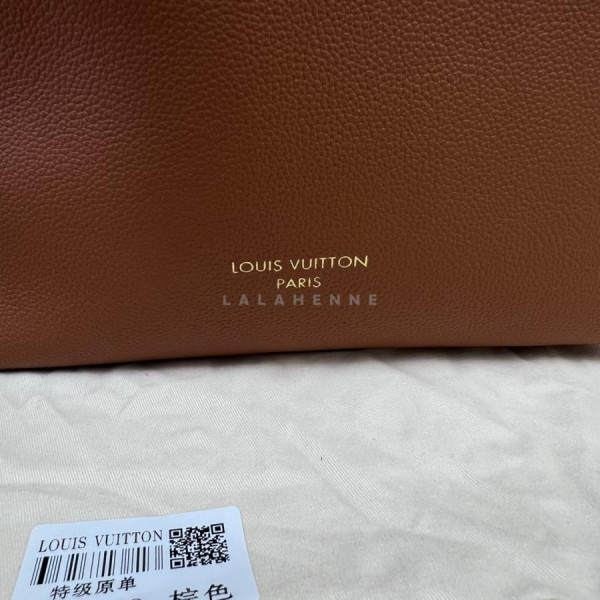 LOUIS VUITTON
PARIS
LALAHENNE
LOUIS VUITTON
特级原单
棕色